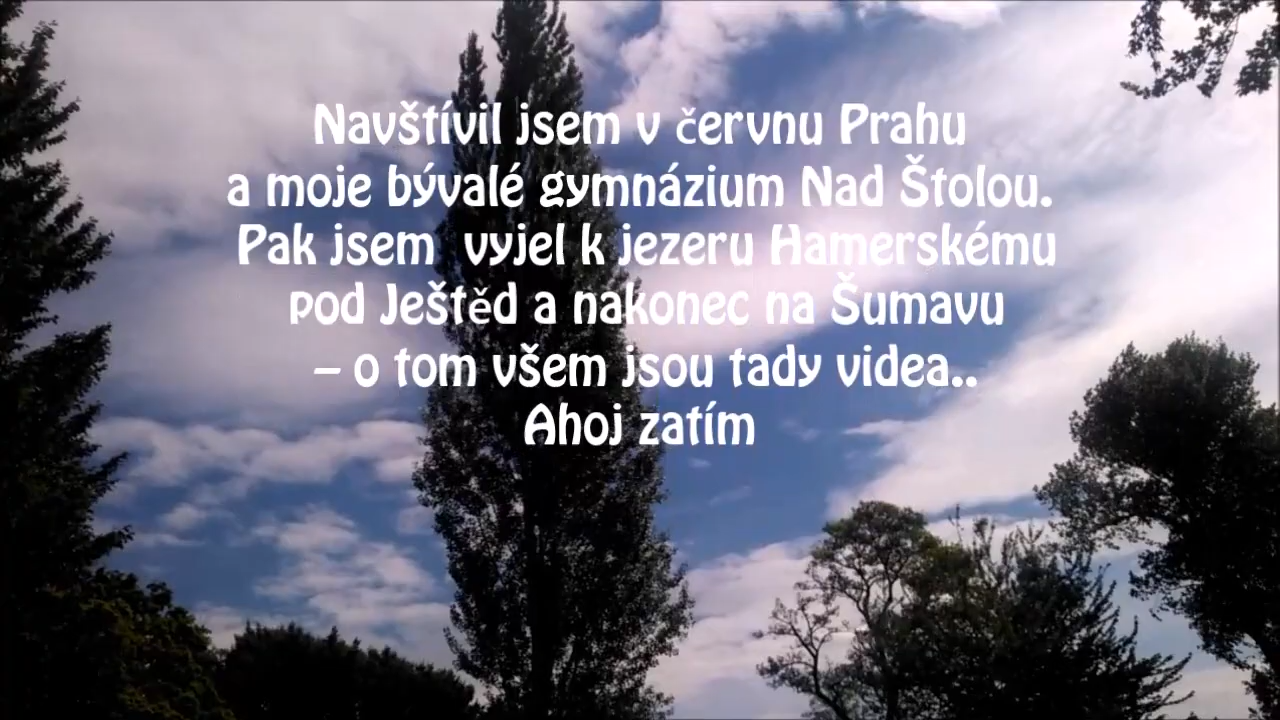 Navštívil jsem v červnu Prahu
a moje bývalé gymnázium Nad Štolou.
Pak jsem  vyjel k jezeru Hamerskému
pod Ještěd a nakonec na Šumavu
– o tom všem jsou tady videa..
Ahoj zatím